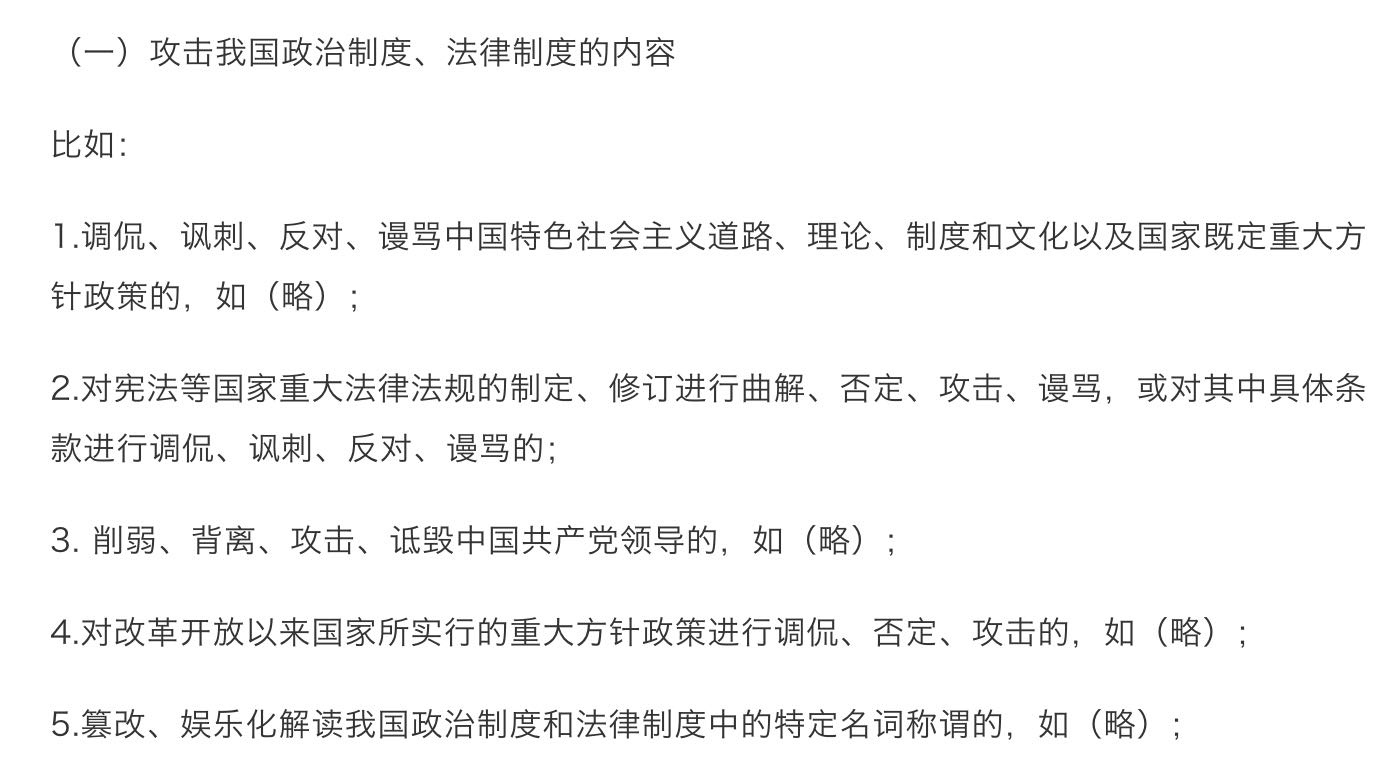 （一）攻击我国政治制度、法律制度的内容
比如：
1.调侃、讽刺、反对、谩骂中国特色社会主义道路、理论、制度和文化以及国家既定重大方
针政策的，如（略）；
2.对宪法等国家重大法律法规的制定、修订进行曲解、否定、攻击、谩骂，或对其中具体条
款进行调侃、讽刺、反对、谩骂的；
3. 削弱、背离、攻击、诋毁中国共产党领导的，如（略）；
4.对改革开放以来国家所实行的重大方针政策进行调侃、否定、攻击的，如（略）；
5.篡改、娱乐化解读我国政治制度和法律制度中的特定名词称谓的，如（略）；